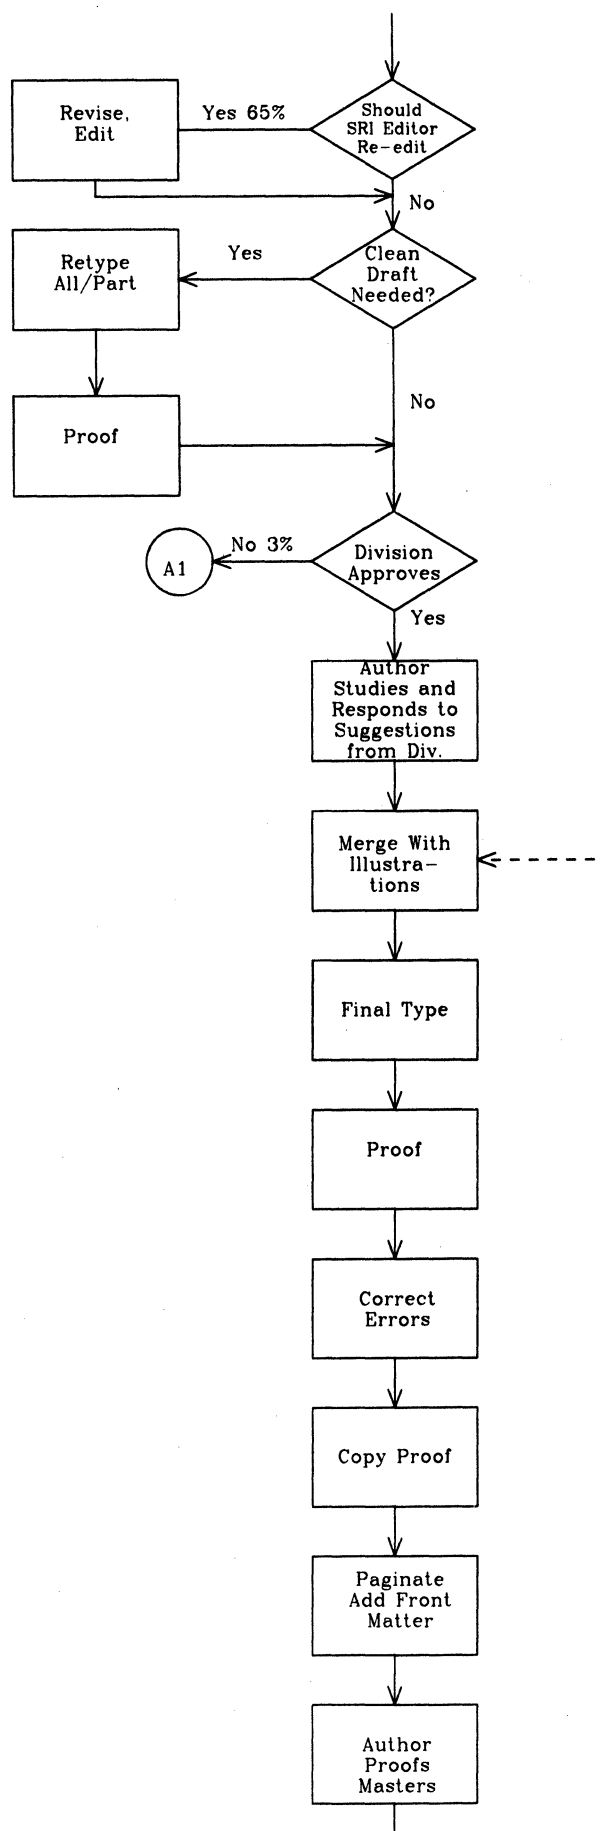 Revise,
Edit
Yes 65%
Should
SRI Editor
Re-edit
No
Retype
All/Part
Yes
Clean
Draft
Needed?
No
Proof
A1
No 3%
Division
Approves
Yes
Author
Studies and
Responds to
Suggestions
from Div.
Merge With
Illustra-
tions
Final Type
Proof
Correct
Errors
Copy Proof
Paginate
Add Front
Matter
Author
Proofs
Masters